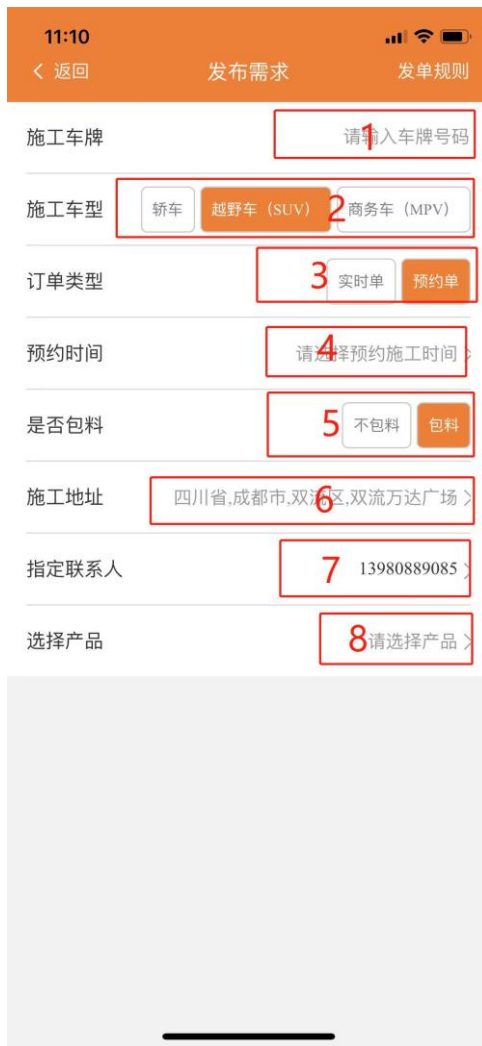 11:10
返回 发布需求 发单规则
施工车牌 请输入车牌号码 1
施工车型 轿车 越野车（SUV） 2 商务车（MPV）
订单类型 3 实时单 预约单
预约时间 请选择预约施工时间 4
是否包料 5 不包料 包料
施工地址 四川省,成都市,双流区,双流万达广场 6
指定联系人 7 13980889085
选择产品 8 请选择产品